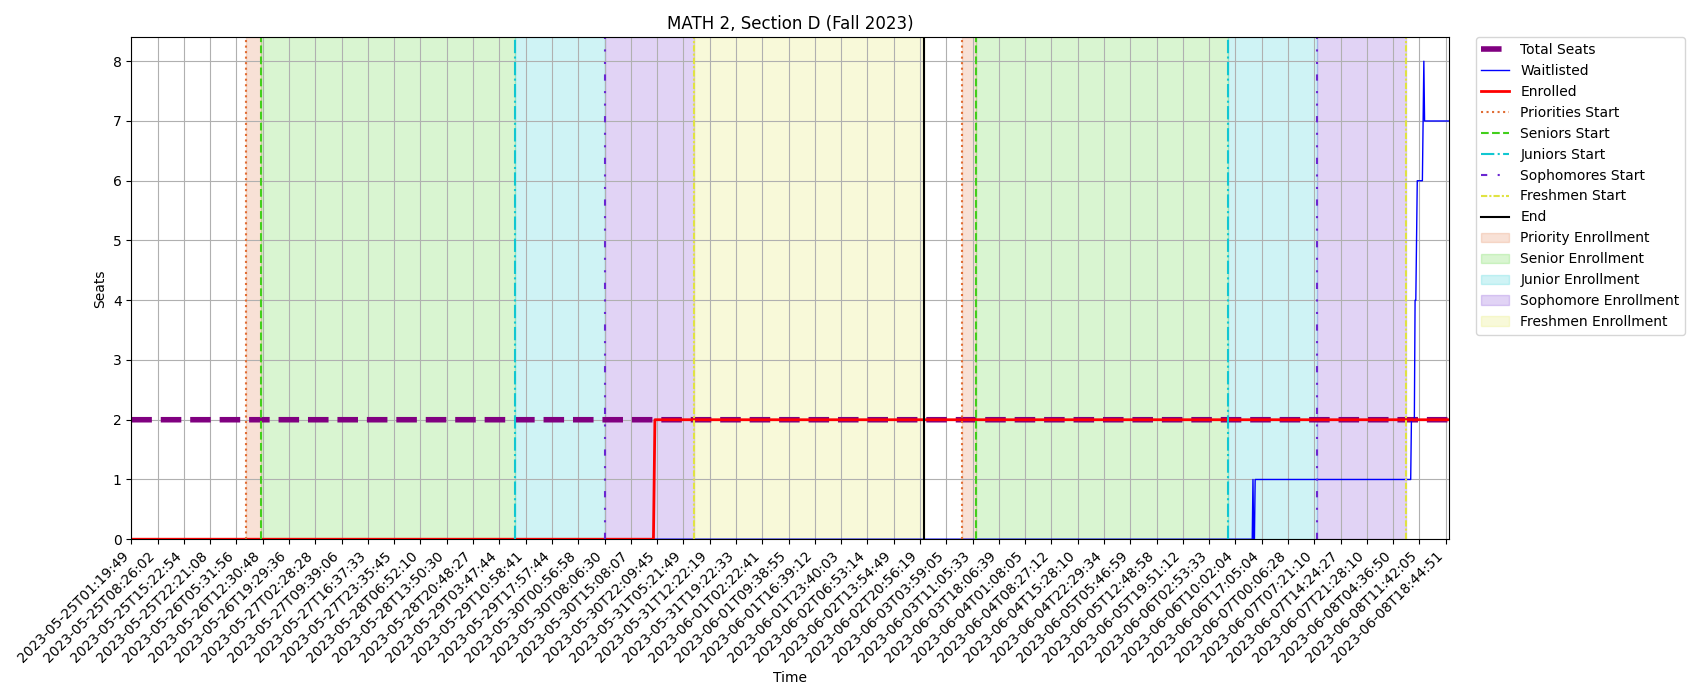 MATH 2, Section D (Fall 2023)
8
7
6
5
4
3
2
1
0
Seats
2023-05-25T01:19:49
2023-05-25T08:26:02
2023-05-25T15:22:54
2023-05-25T22:21:08
2023-05-26T05:31:56
2023-05-26T12:30:48
2023-05-26T19:29:36
2023-05-27T02:28:28
2023-05-27T09:39:06
2023-05-27T16:37:33
2023-05-27T23:35:45
2023-05-28T06:52:10
2023-05-28T13:50:30
2023-05-28T20:48:27
2023-05-29T03:47:44
2023-05-29T10:58:41
2023-05-29T17:57:44
2023-05-30T00:56:58
2023-05-30T08:06:30
2023-05-30T15:08:07
2023-05-30T22:09:45
2023-05-31T05:21:49
2023-05-31T12:22:19
2023-05-31T19:22:33
2023-06-01T02:22:41
2023-06-01T09:38:55
2023-06-01T16:39:12
2023-06-01T23:40:03
2023-06-02T06:53:14
2023-06-02T13:54:49
2023-06-02T20:56:19
2023-06-03T03:59:05
2023-06-03T11:05:33
2023-06-03T18:06:39
2023-06-04T01:08:05
2023-06-04T08:27:12
2023-06-04T15:28:10
2023-06-04T22:29:34
2023-06-05T05:46:59
2023-06-05T12:48:58
2023-06-05T19:51:12
2023-06-06T02:53:33
2023-06-06T10:02:04
2023-06-06T17:05:04
2023-06-07T00:06:28
2023-06-07T07:21:10
2023-06-07T14:24:27
2023-06-07T21:28:10
2023-06-08T04:36:50
2023-06-08T11:42:05
2023-06-08T18:44:51
Time
Total Seats
Waitlisted
Enrolled
Priorities Start
Seniors Start
Juniors Start
Sophomores Start
Freshmen Start
End
Priority Enrollment
Senior Enrollment
Junior Enrollment
Sophomore Enrollment
Freshmen Enrollment